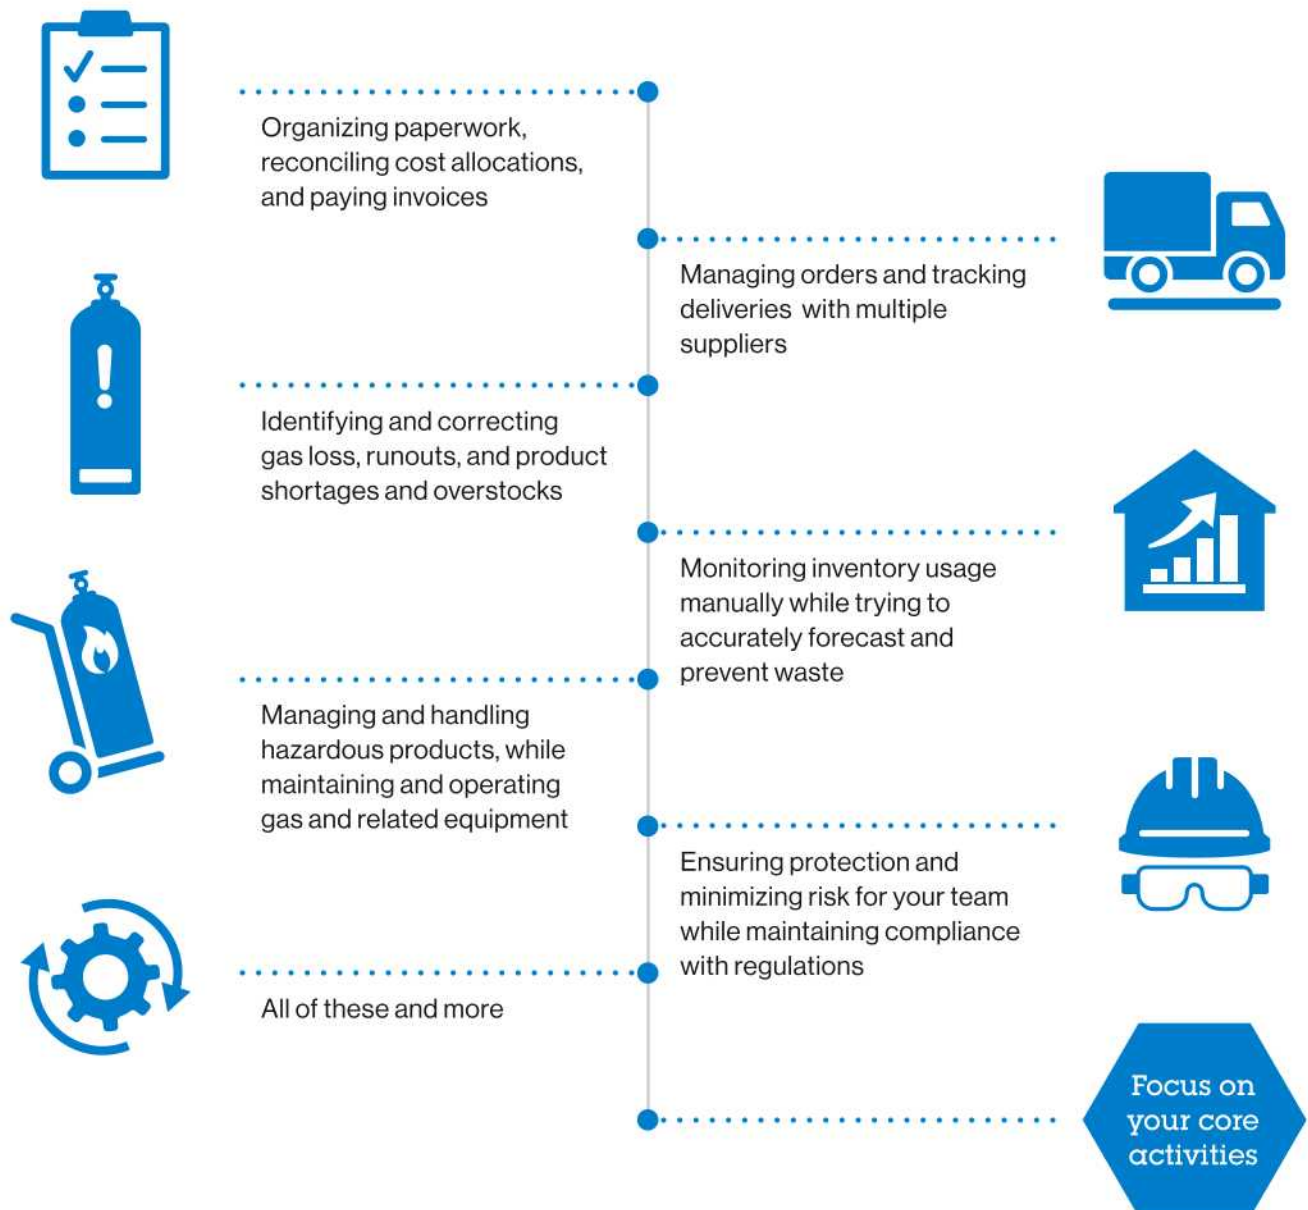 Organizing paperwork,
reconciling cost allocations,
and paying invoices
Managing orders and tracking
deliveries with multiple
suppliers
Identifying and correcting
gas loss, runouts, and product
shortages and overstocks
Monitoring inventory usage
manually while trying to
accurately forecast and
prevent waste
Managing and handling
hazardous products, while
maintaining and operating
gas and related equipment
Ensuring protection and
minimizing risk for your team
while maintaining compliance
with regulations
All of these and more
Focus on
your core
activities